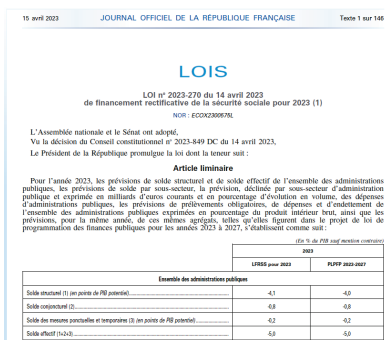 15 avril 2023 JOURNAL OFFICIEL DE LA RÉPUBLIQUE FRANÇAISE Texte 1 sur 146
LOIS
LOI nº 2023-270 du 14 avril 2023
de financement rectificative de la sécurité sociale pour 2023 (1)
NOR : ECOX2300575L
L'Assemblée nationale et le Sénat ont adopté,
Vu la décision du Conseil constitutionnel nº 2023-849 DC du 14 avril 2023,
Le Président de la République promulgue la loi dont la teneur suit :
Article liminaire
Pour l'année 2023, les prévisions de solde structurel et de solde effectif de l'ensemble des administrations
publiques, les prévisions de solde par sous-secteur, la prévision, déclinée par sous-secteur d'administration
publique et exprimée en milliards d'euros courants et en pourcentage d'évolution en volume, des dépenses
d'administrations publiques, les prévisions de prélèvements obligatoires, de dépenses et d'endettement de
l'ensemble des administrations publiques exprimées en pourcentage du produit intérieur brut, ainsi que les
prévisions, pour la même année, de ces mêmes agrégats, telles qu'elles figurent dans le projet de loi de
programmation des finances publiques pour les années 2023 à 2027, s'établissent comme suit :
(En % du PIB sauf mention contraire)
2023
LFRSS pour 2023 PLPFP 2023-2027
Ensemble des administrations publiques
Solde structurel (1) (en points de PIB potentiel) -4,1 -4,0
Solde conjoncturel (2) -0,8 -0,8
Solde des mesures ponctuelles et temporaires (3) (en points de PIB potentiel) -0,2 -0,2
Solde effectif (1+2+3) -5,0 -5,0